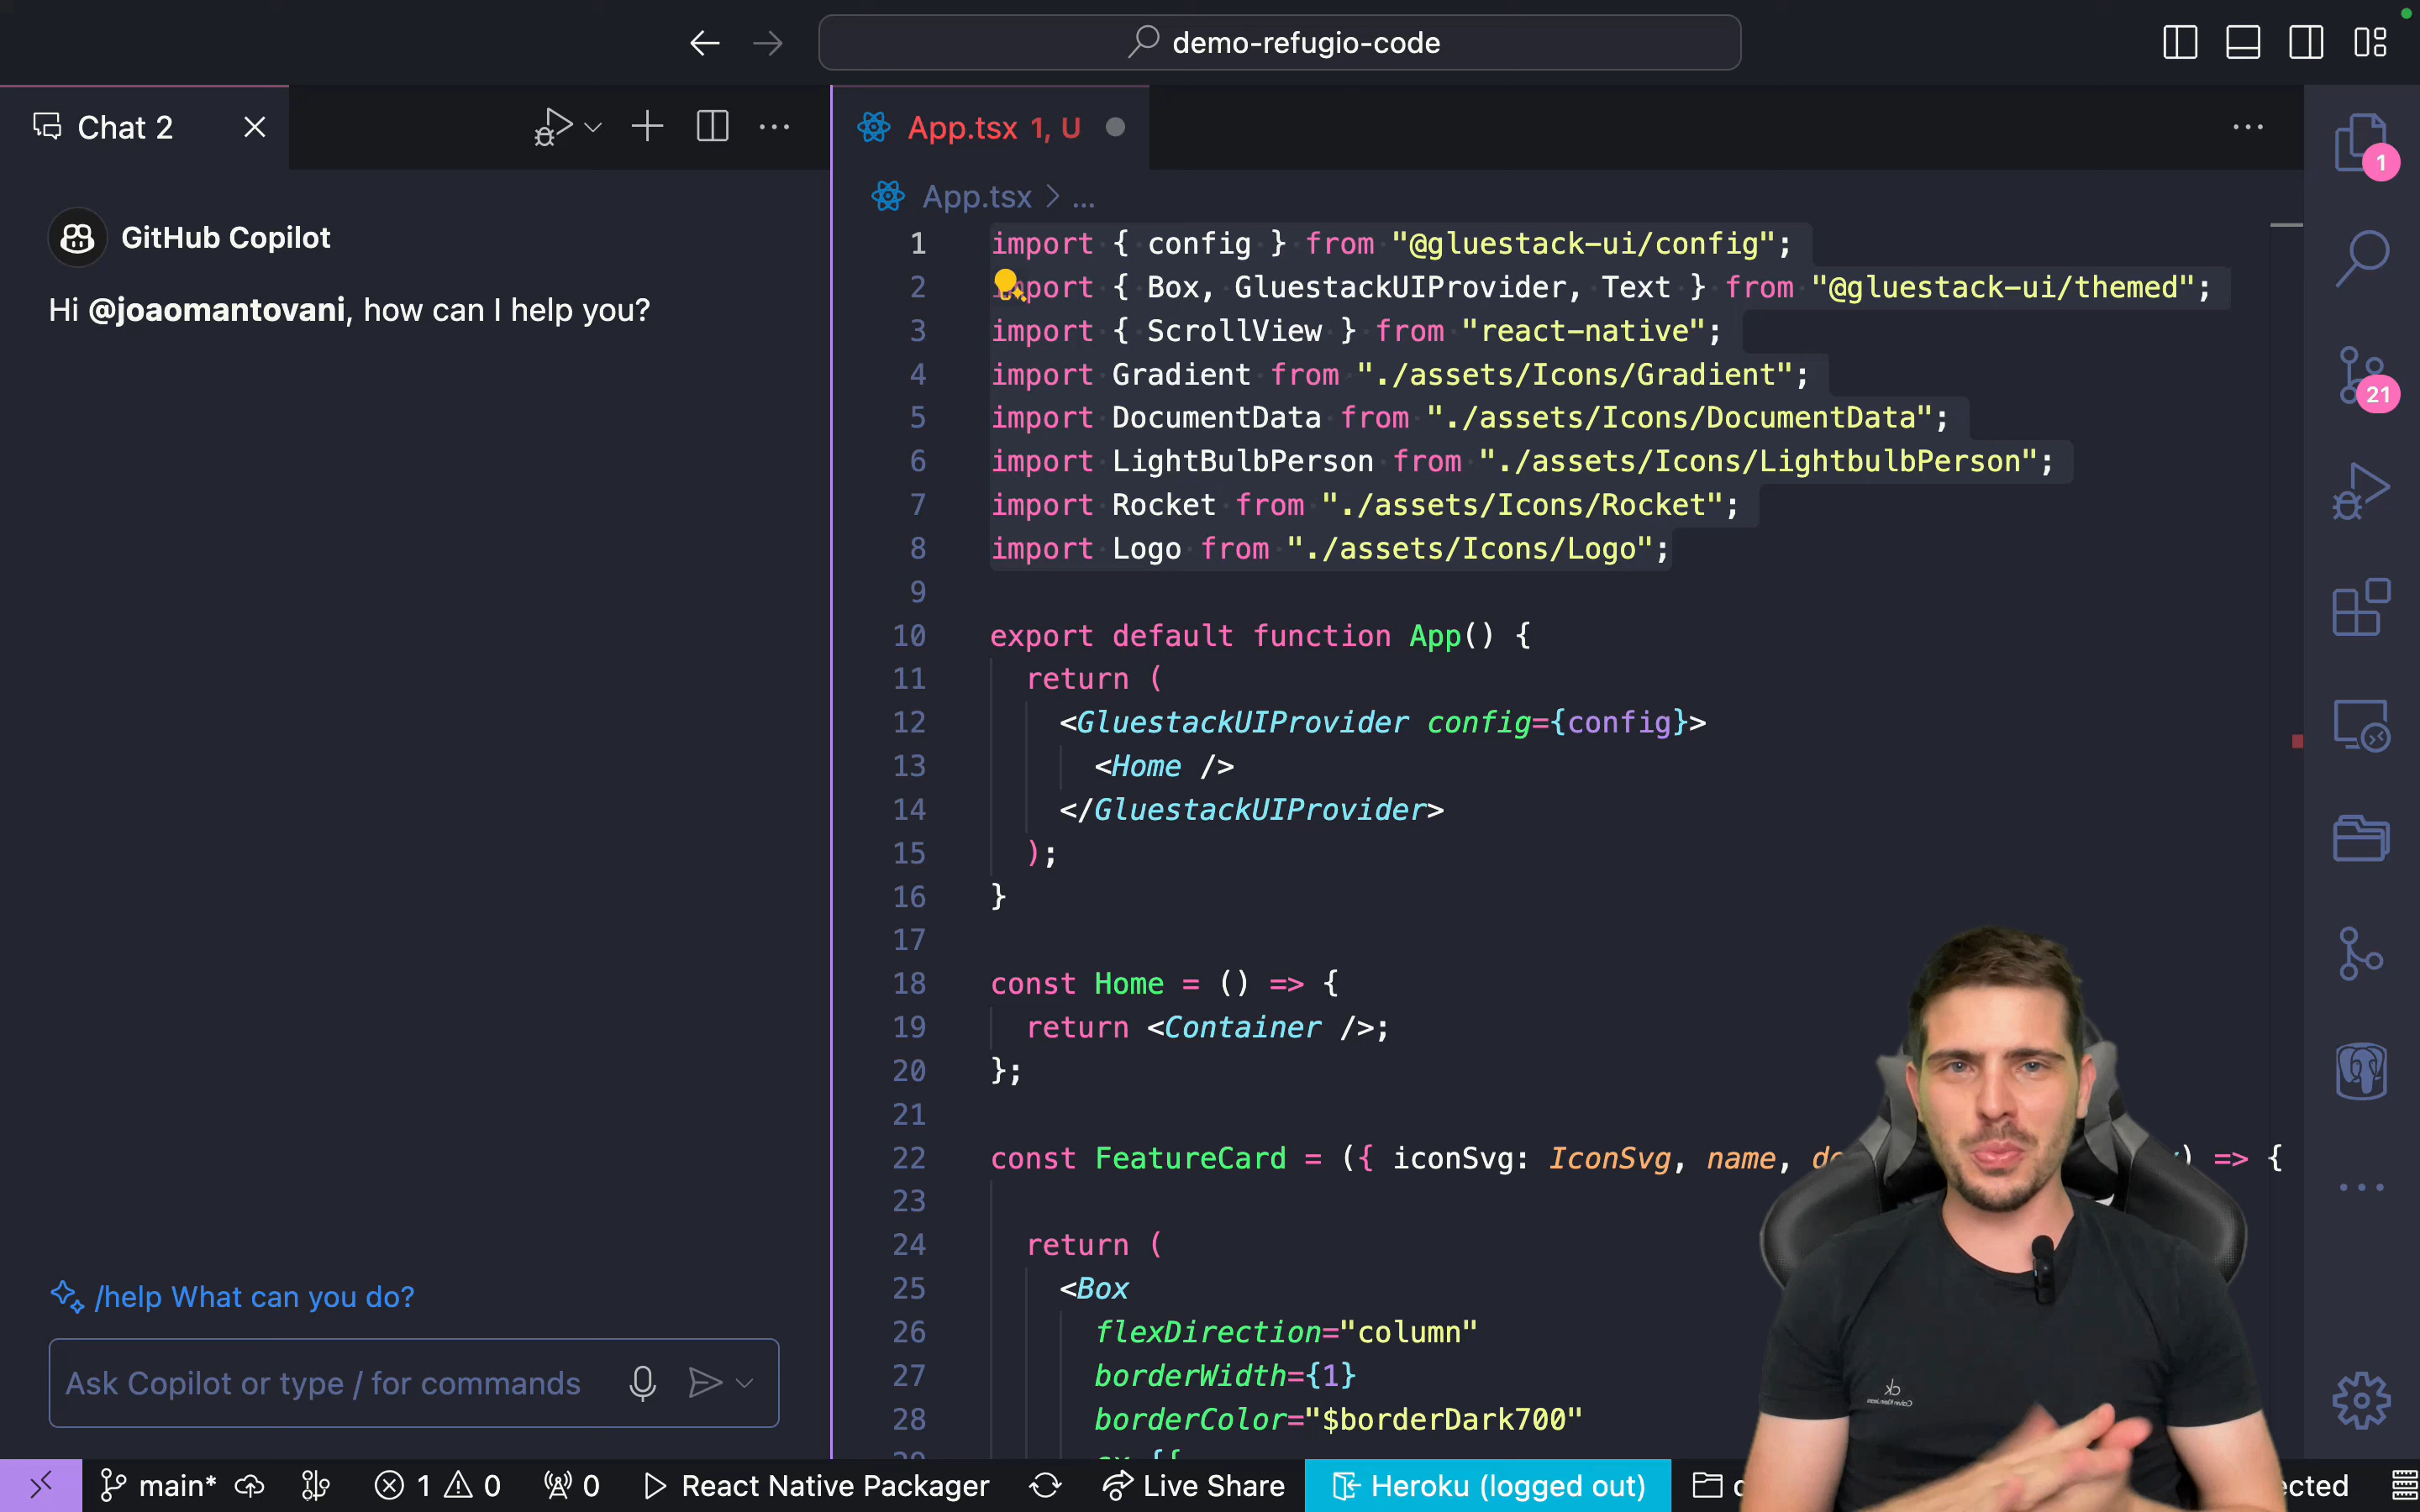 demo-refugio-code
Chat 2
App.tsx 1, U
1
App.tsx > ...
GitHub Copilot
Hi @joaomantovani, how can I help you?
1 import { config } from "@gluestack-ui/config";
2 import { Box, GluestackUIProvider, Text } from "@gluestack-ui/themed";
3 import { ScrollView } from "react-native";
4 import Gradient from "./assets/Icons/Gradient";
21
5 import DocumentData from "./assets/Icons/DocumentData";
6 import LightBulbPerson from "./assets/Icons/LightbulbPerson";
7 import Rocket from "./assets/Icons/Rocket";
8 import Logo from "./assets/Icons/Logo";
9
10 export default function App() {
11 return (
12 <GluestackUIProvider config={config}>
13 <Home />
14 </GluestackUIProvider>
15 );
16 }
17
18 const Home = () => {
19 return <Container />;
20 };
21
22 const FeatureCard = ({ iconSvg: IconSvg, name, ) => {
23
24 return (
25 <Box
26 flexDirection="column"
27 borderWidth={1}
28 borderColor="$borderDark700"
/help What can you do?
Ask Copilot or type / for commands
ck
main* 1 0 0 React Native Packager Live Share Heroku (logged out)